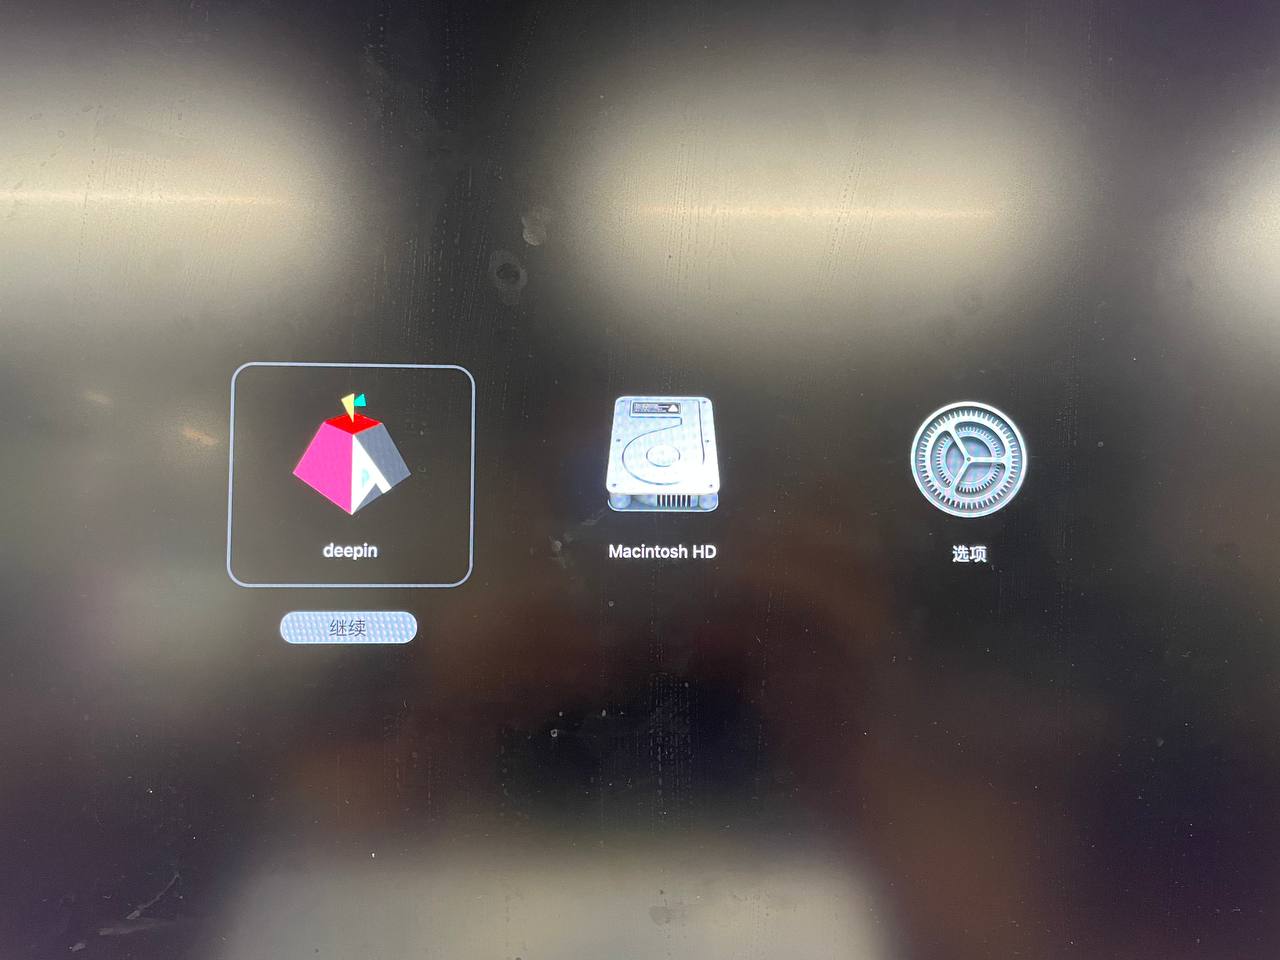 deepin
Macintosh HD
选项
继续